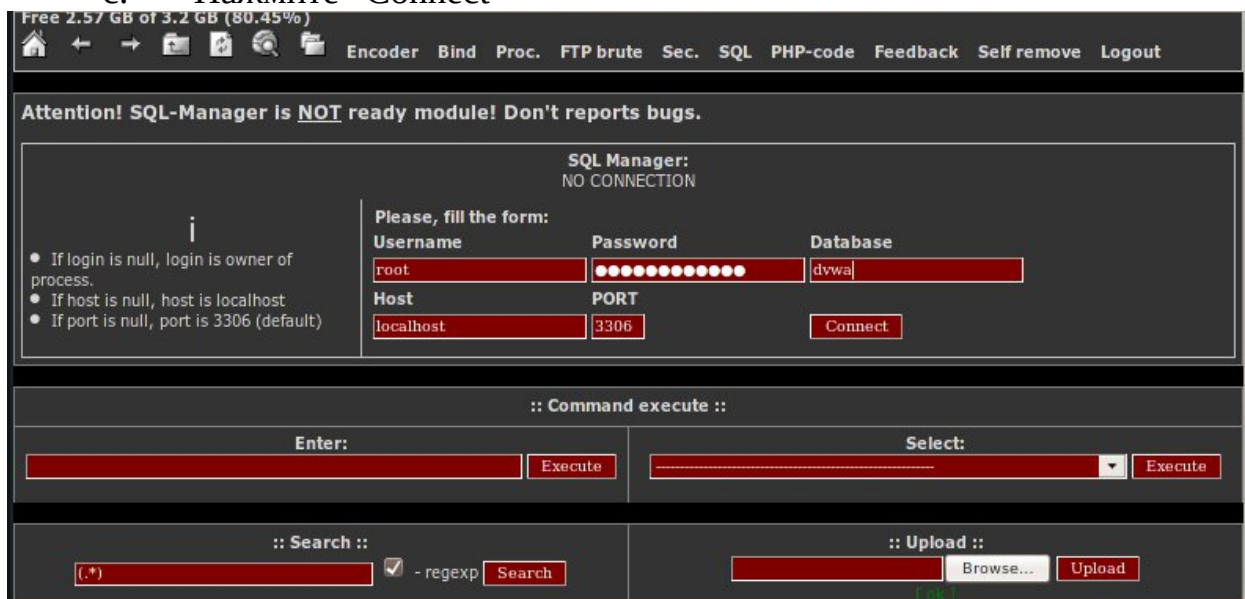 Free 2.57 GB of 3.2 GB (80.45%)
Encoder Bind Proc. FTP brute Sec. SQL PHP-code Feedback Self remove Logout
Attention! SQL-Manager is NOT ready module! Don't reports bugs.
SQL Manager:
NO CONNECTION
i
• If login is null, login is owner of
process.
• If host is null, host is localhost
• If port is null, port is 3306 (default)
Please, fill the form:
Username Password Database
root ●●●●●●●●●●●● dvwa
Host PORT
localhost 3306 Connect
:: Command execute ::
Enter: Select:
Execute Execute
:: Search :: :: Upload ::
(.*) - regexp Search Browse... Upload
[ ok ]